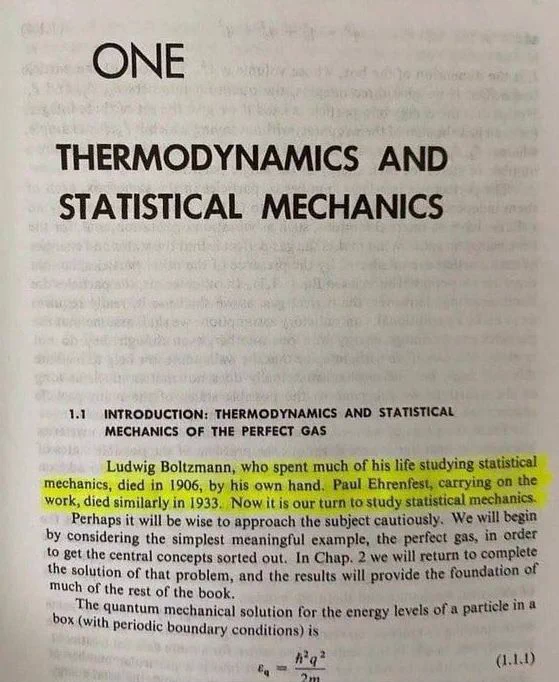 ONE
THERMODYNAMICS AND
STATISTICAL MECHANICS
1.1 INTRODUCTION: THERMODYNAMICS AND STATISTICAL
MECHANICS OF THE PERFECT GAS
Ludwig Boltzmann, who spent much of his life studying statistical
mechanics, died in 1906, by his own hand. Paul Ehrenfest, carrying on the
work, died similarly in 1933. Now it is our turn to study statistical mechanics.
Perhaps it will be wise to approach the subject cautiously. We will begin
by considering the simplest meaningful example, the perfect gas, in order
to get the central concepts sorted out. In Chap. 2 we will return to complete
the solution of that problem, and the results will provide the foundation of
much of the rest of the book.
The quantum mechanical solution for the energy levels of a particle in a
box (with periodic boundary conditions) is
ε_q = ħ²q²/2m (1.1.1)